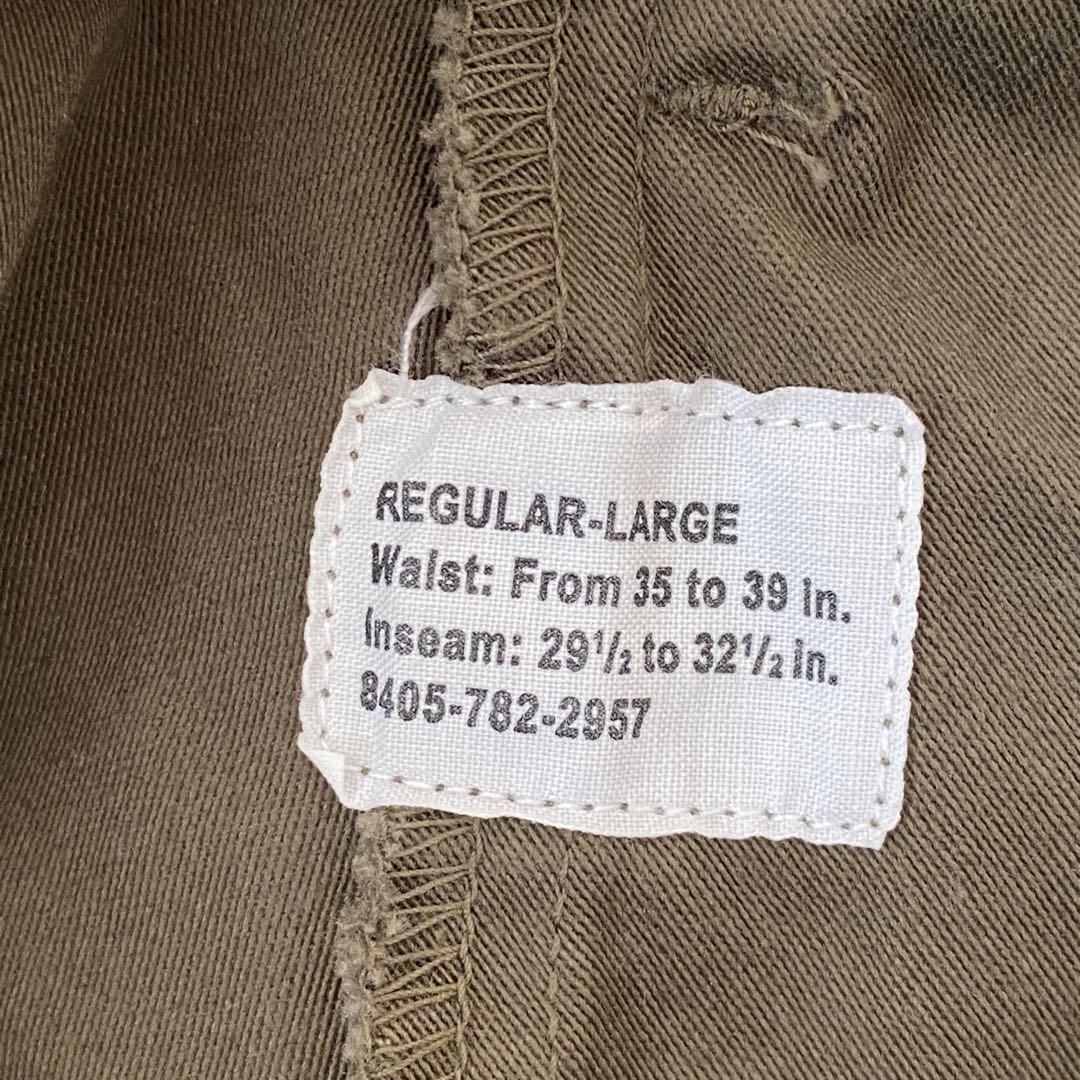 REGULAR-LARGE
Waist: From 35 to 39 in.
Inseam: 29½ to 32½ in.
8405-782-2957